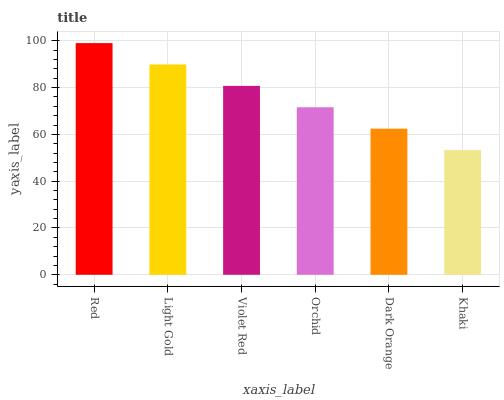 title
yaxis_label
100
80
60
40
20
0
Red
Light Gold
Violet Red
Orchid
Dark Orange
Khaki
xaxis_label